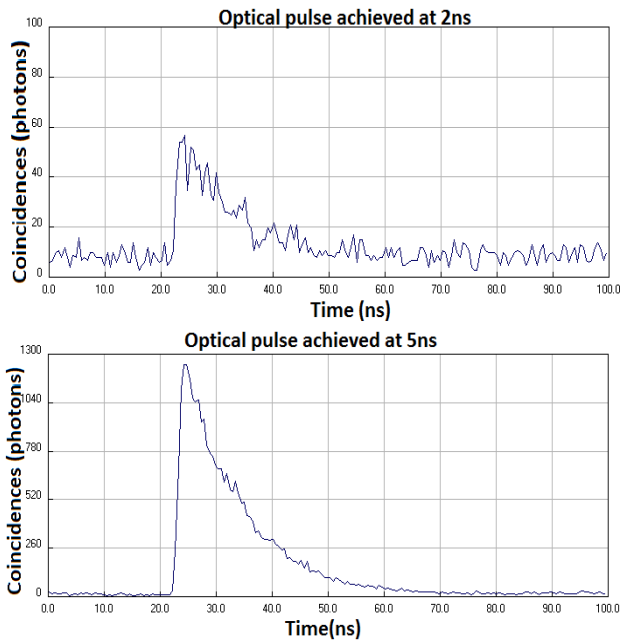 Optical pulse achieved at 2ns
100
80
60
40
20
0
Coincidences (photons)
0.0 10.0 20.0 30.0 40.0 50.0 60.0 70.0 80.0 90.0 100.0
Time (ns)
Optical pulse achieved at 5ns
1300
1040
780
520
260
0
Coincidences (photons)
0.0 10.0 20.0 30.0 40.0 50.0 60.0 70.0 80.0 90.0 100.0
Time(ns)